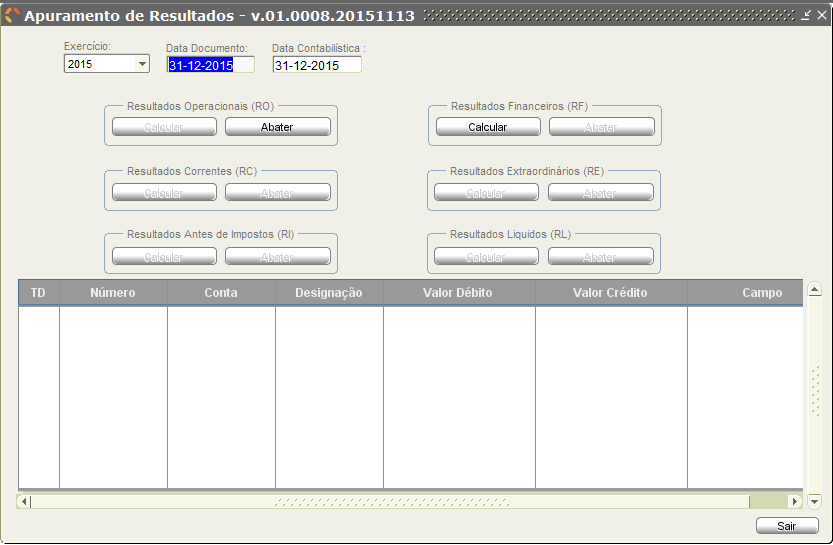 Apuramento de Resultados - v.01.0008.20151113
Exercício: Data Documento: Data Contabilística :
2015 31-12-2015 31-12-2015
Resultados Operacionais (RO) Resultados Financeiros (RF)
Calcular Abater Calcular Abater
Resultados Correntes (RC) Resultados Extraordinários (RE)
Calcular Abater Calcular Abater
Resultados Antes de Impostos (RI) Resultados Liquidos (RL)
Calcular Abater Calcular Abater
TD Número Conta Designação Valor Débito Valor Crédito Campo
Sair